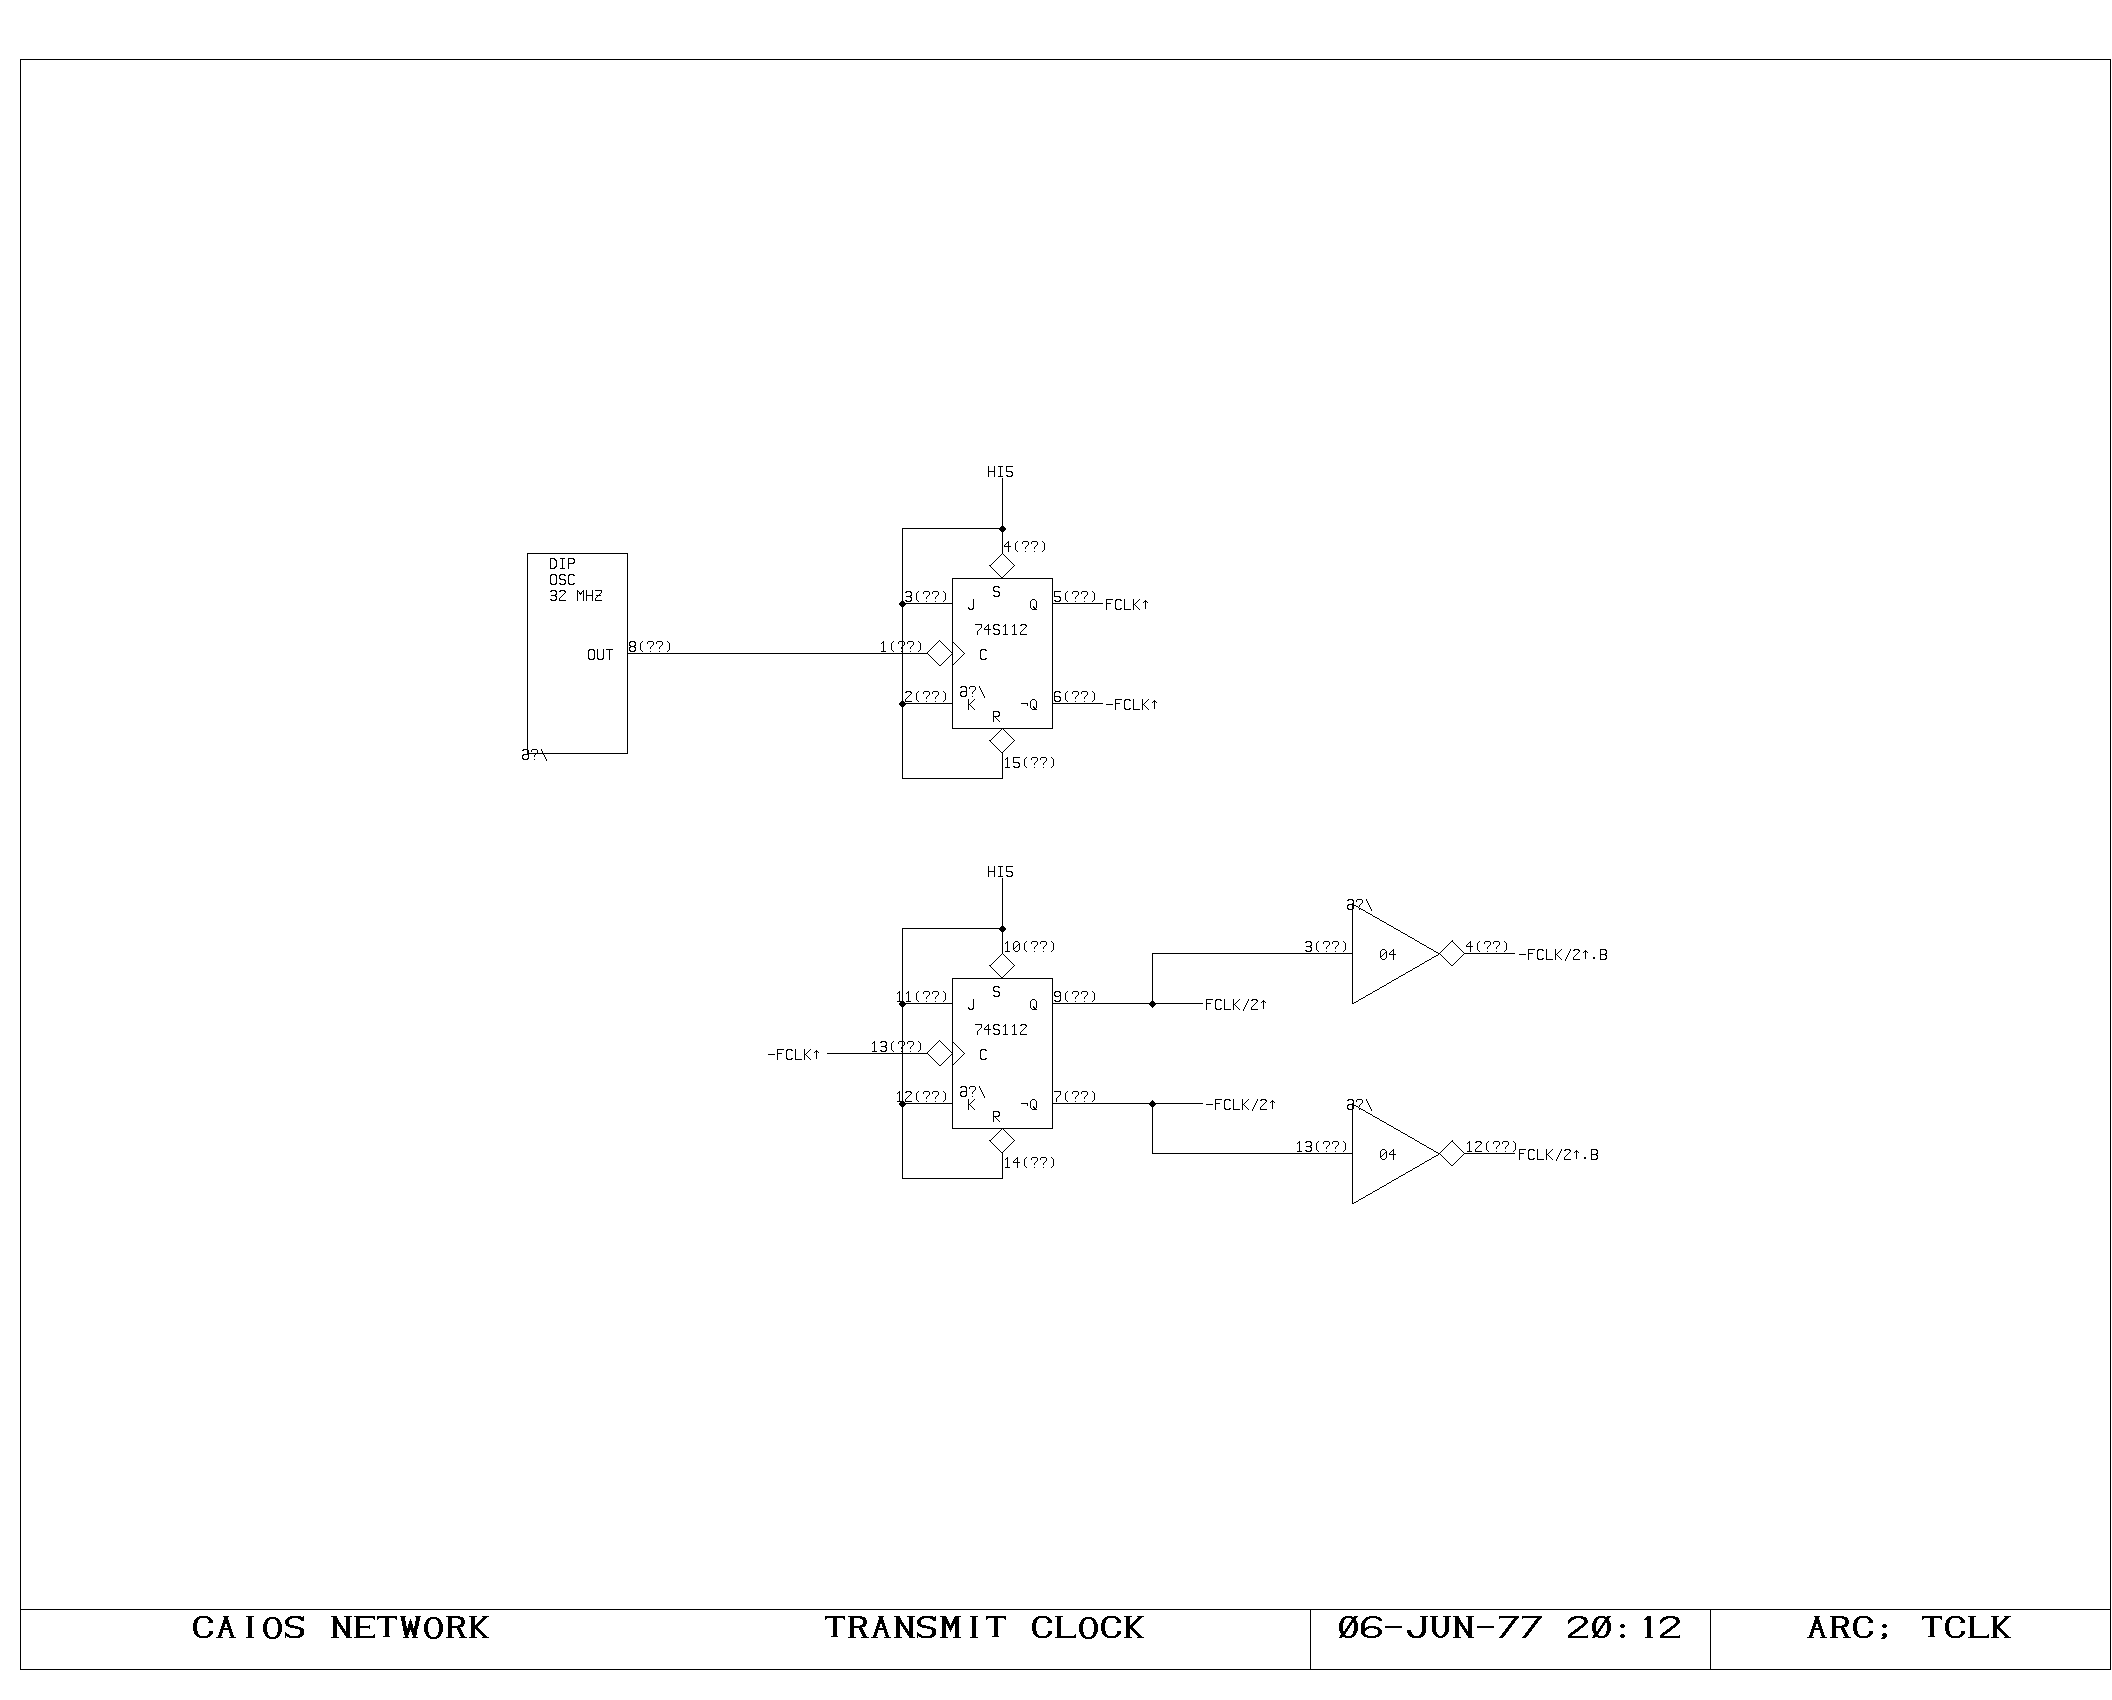 HI5
4(??)
DIP
OSC
32 MHZ
3(??)
S
J
Q
5(??)
FCLK↑
74S112
OUT
8(??)
1(??)
C
a?\
2(??)
K
¬Q
6(??)
-FCLK↑
R
a?\
15(??)
HI5
a?\
10(??)
3(??)
04
4(??)
-FCLK/2↑.B
11(??)
S
J
Q
9(??)
FCLK/2↑
74S112
-FCLK↑
13(??)
C
a?\
12(??)
K
¬Q
7(??)
-FCLK/2↑
R
a?\
14(??)
13(??)
04
12(??)
FCLK/2↑.B
CAIOS NETWORK
TRANSMIT CLOCK
06-JUN-77 20:12
ARC; TCLK